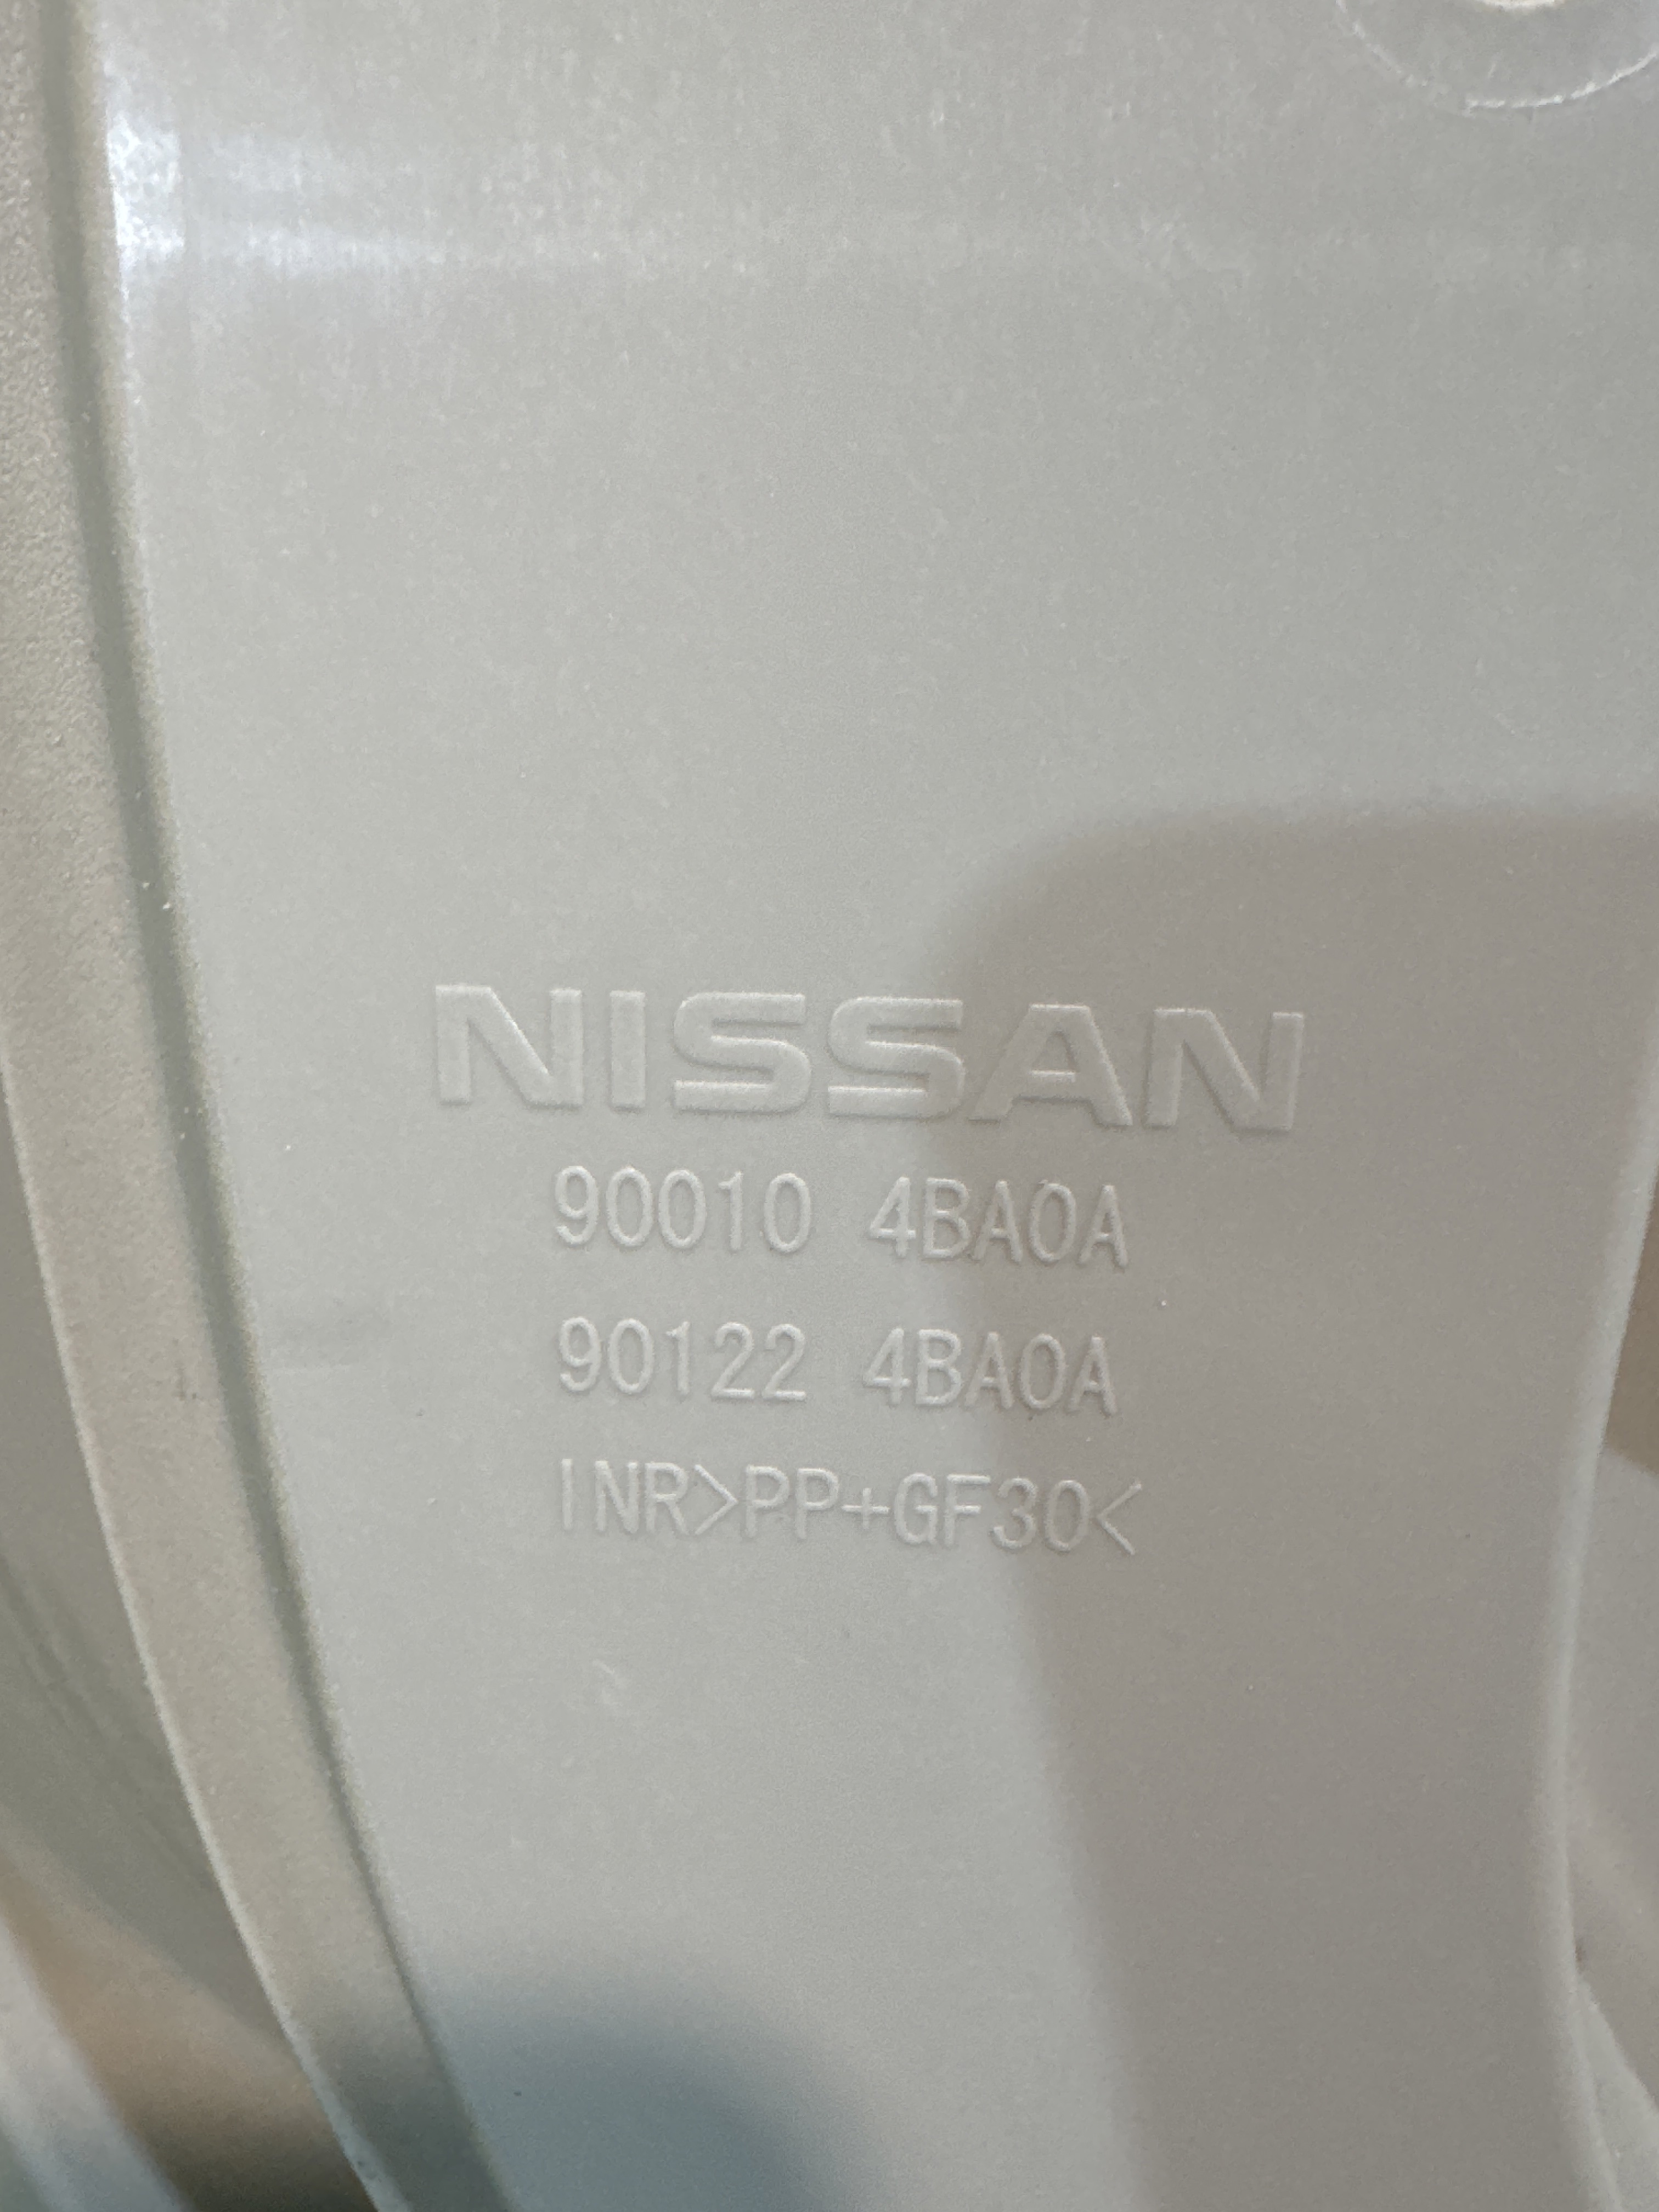 NISSAN
90010 4BA0A
90122 4BA0A
INR>PP+GF30<